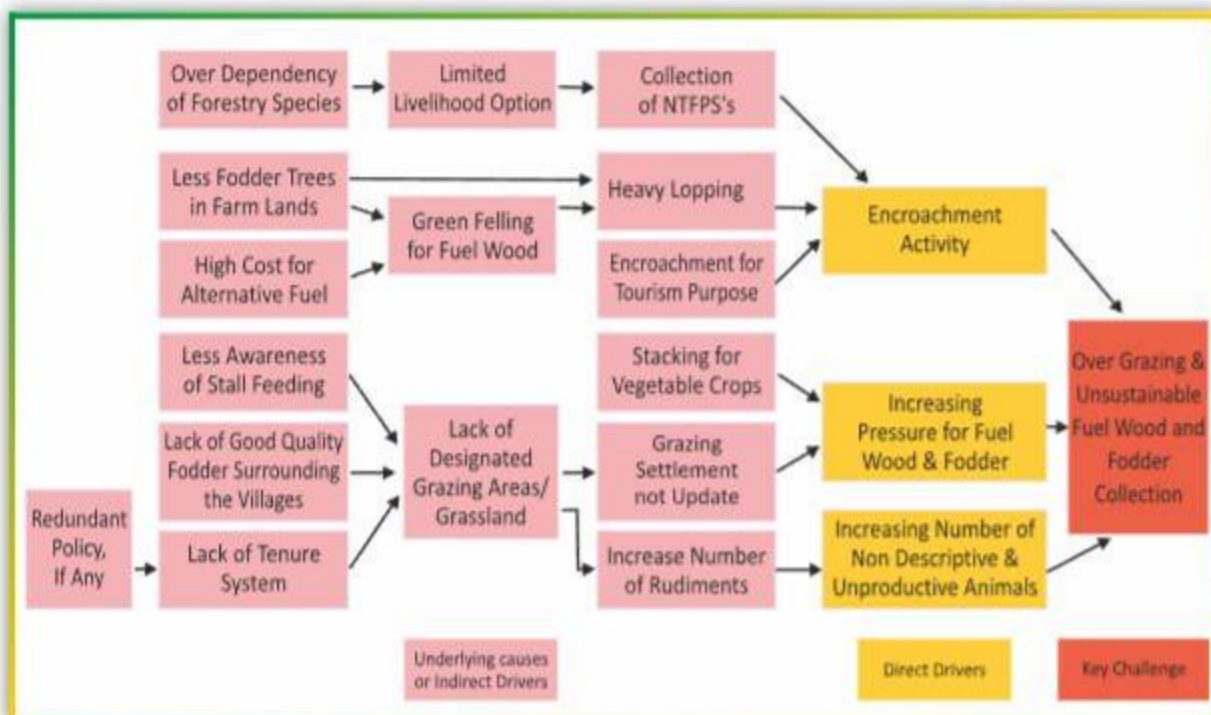 Over Dependency
of Forestry Species
Limited
Livelihood Option
Collection
of NTFPS's
Less Fodder Trees
in Farm Lands
Heavy Lopping
Green Felling
for Fuel Wood
Encroachment
Activity
High Cost for
Alternative Fuel
Encroachment for
Tourism Purpose
Less Awareness
of Stall Feeding
Stacking for
Vegetable Crops
Over Grazing &
Unsustainable
Fuel Wood and
Fodder
Collection
Increasing
Pressure for Fuel
Wood & Fodder
Lack of
Designated
Grazing Areas/
Grassland
Lack of Good Quality
Fodder Surrounding
the Villages
Grazing
Settlement
not Update
Redundant
Policy,
If Any
Lack of Tenure
System
Increase Number
of Rudiments
Increasing Number of
Non Descriptive &
Unproductive Animals
Underlying causes
or Indirect Drivers
Direct Drivers
Key Challenge